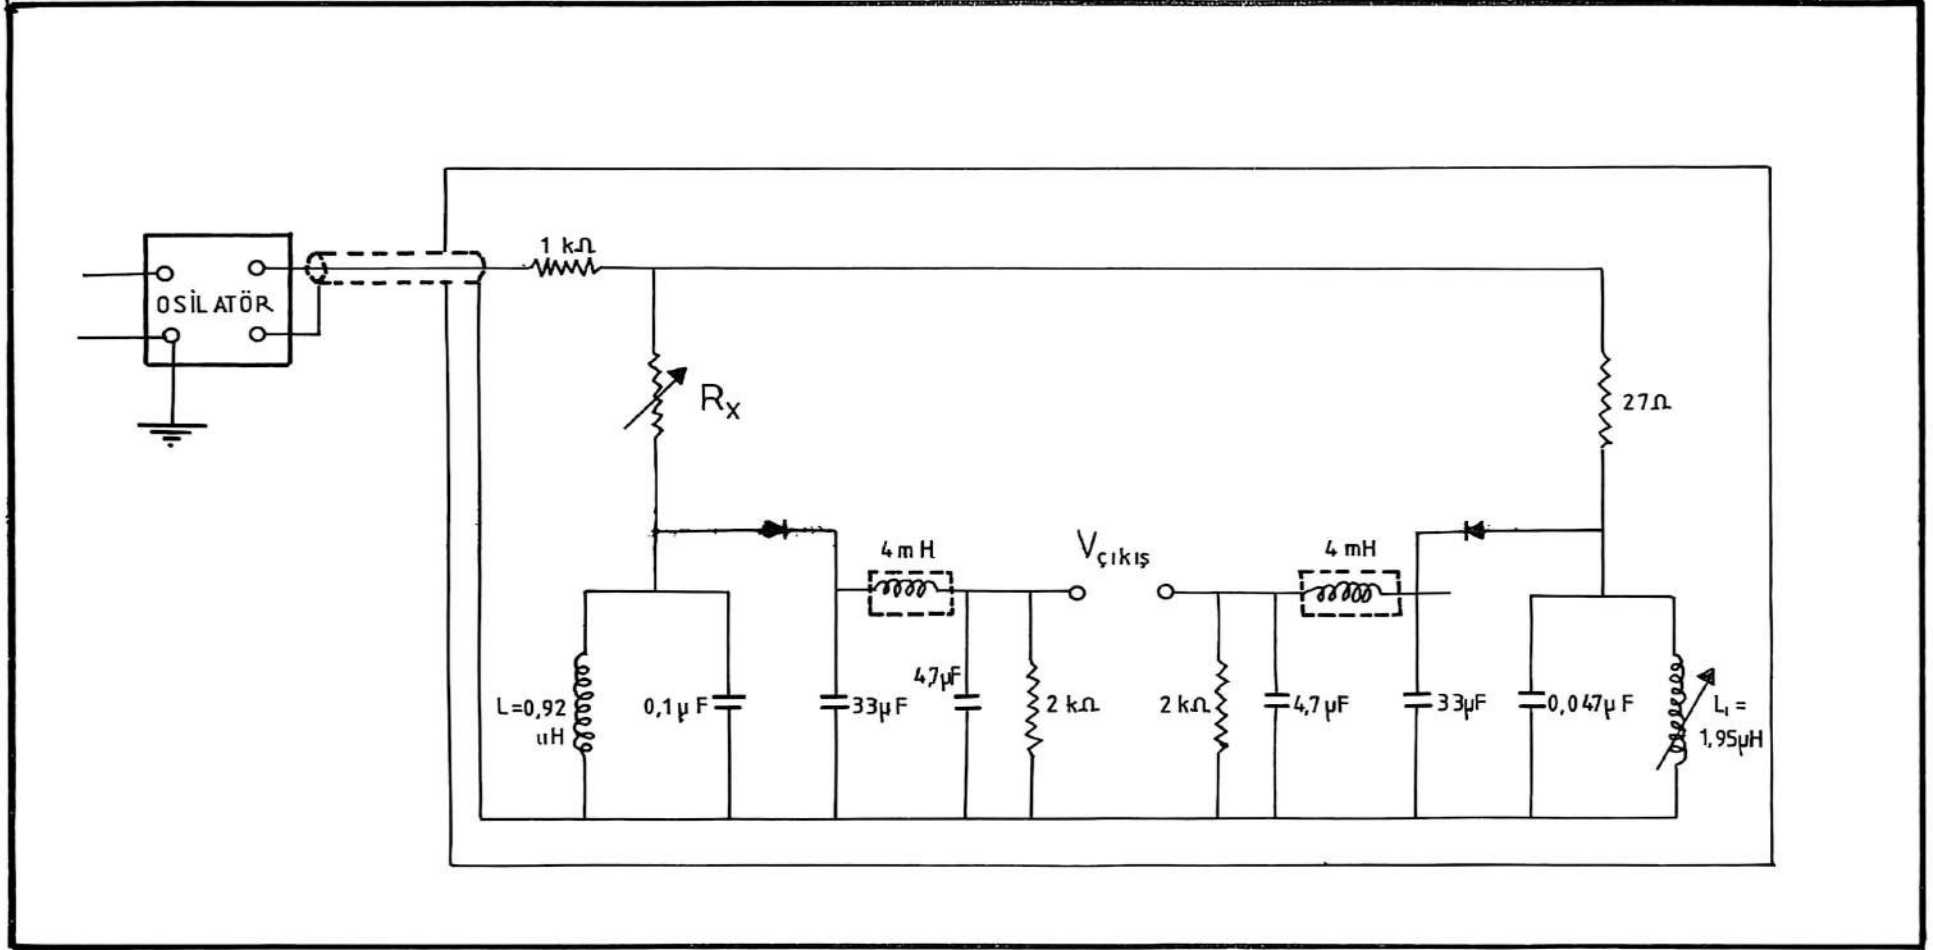 1 kΩ
OSİLATÖR
Rx
27Ω
4 mH
Vçıkış
4 mH
L=0,92
uH
0,1µF
33µF
4,7µF
2 kΩ
2 kΩ
4,7µF
33µF
0,047µF
L₁ =
1,95µH